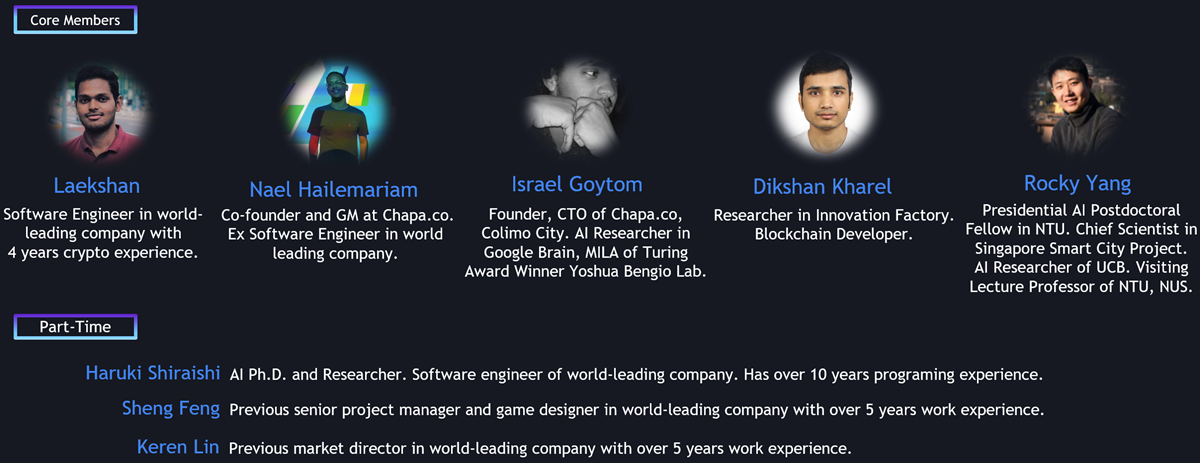 Core Members
Laekshan
Software Engineer in world-
leading company with
4 years crypto experience.
Nael Hailemariam
Co-founder and GM at Chapa.co.
Ex Software Engineer in world
leading company.
Israel Goytom
Founder, CTO of Chapa.co,
Colimo City. AI Researcher in
Google Brain, MILA of Turing
Award Winner Yoshua Bengio Lab.
Dikshan Kharel
Researcher in Innovation Factory.
Blockchain Developer.
Rocky Yang
Presidential AI Postdoctoral
Fellow in NTU. Chief Scientist in
Singapore Smart City Project.
AI Researcher of UCB. Visiting
Lecture Professor of NTU, NUS.
Part-Time
Haruki Shiraishi AI Ph.D. and Researcher. Software engineer of world-leading company. Has over 10 years programing experience.
Sheng Feng Previous senior project manager and game designer in world-leading company with over 5 years work experience.
Keren Lin Previous market director in world-leading company with over 5 years work experience.